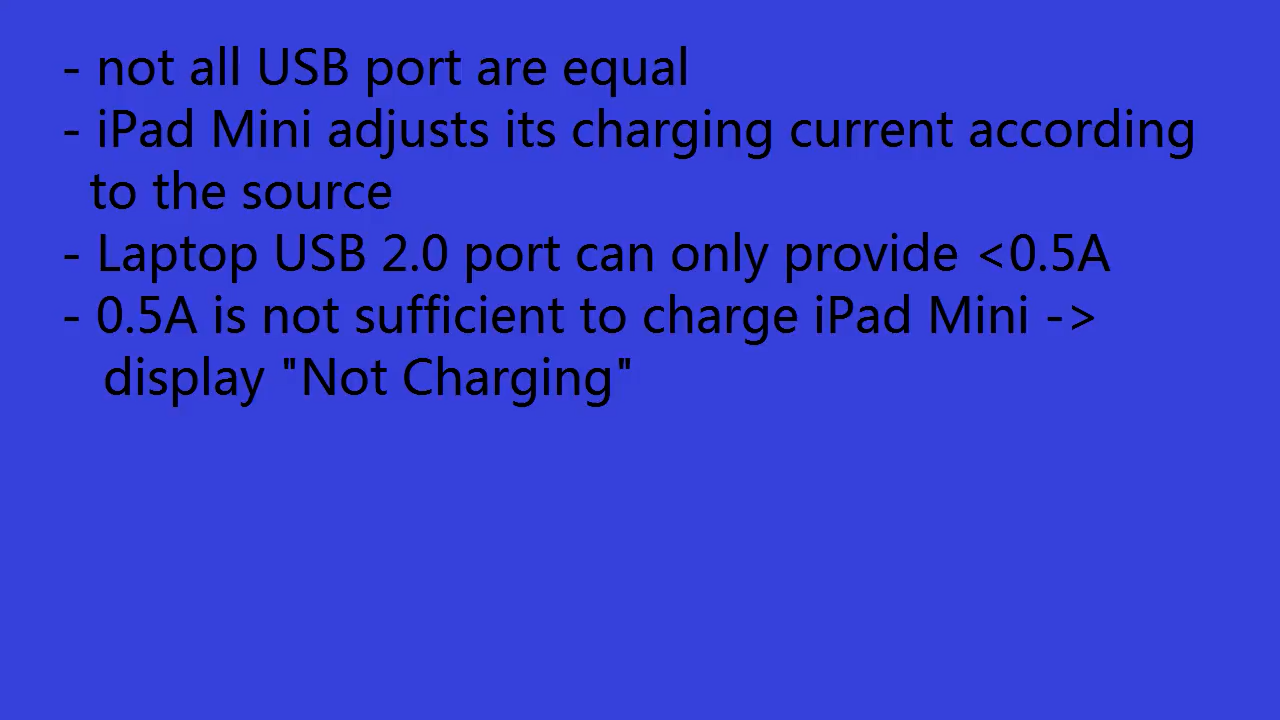 - not all USB port are equal
- iPad Mini adjusts its charging current according
to the source
- Laptop USB 2.0 port can only provide <0.5A
- 0.5A is not sufficient to charge iPad Mini ->
display "Not Charging"